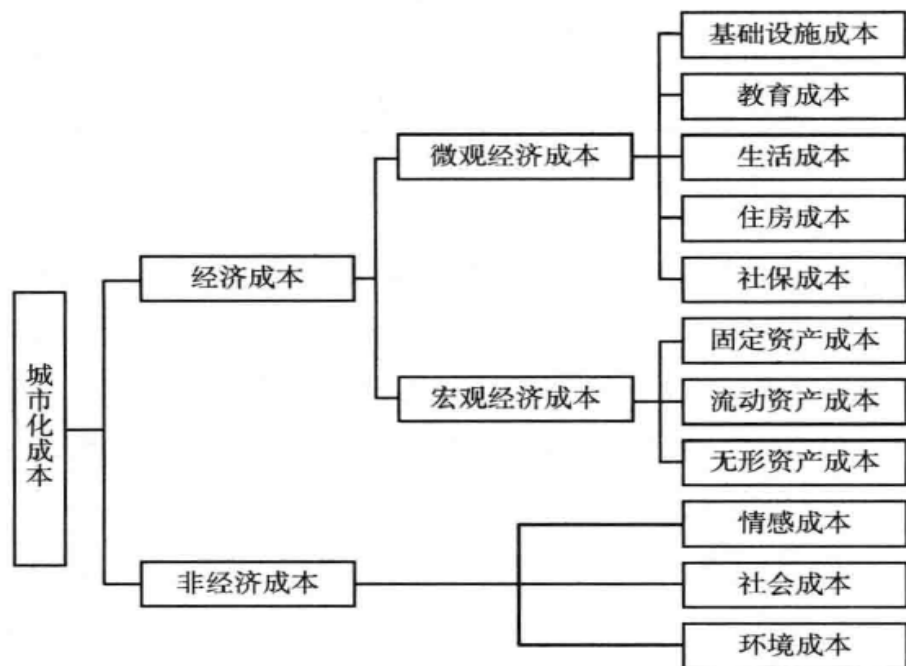 基础设施成本
教育成本
微观经济成本
生活成本
住房成本
经济成本
社保成本
固定资产成本
城市化成本
宏观经济成本
流动资产成本
无形资产成本
情感成本
非经济成本
社会成本
环境成本